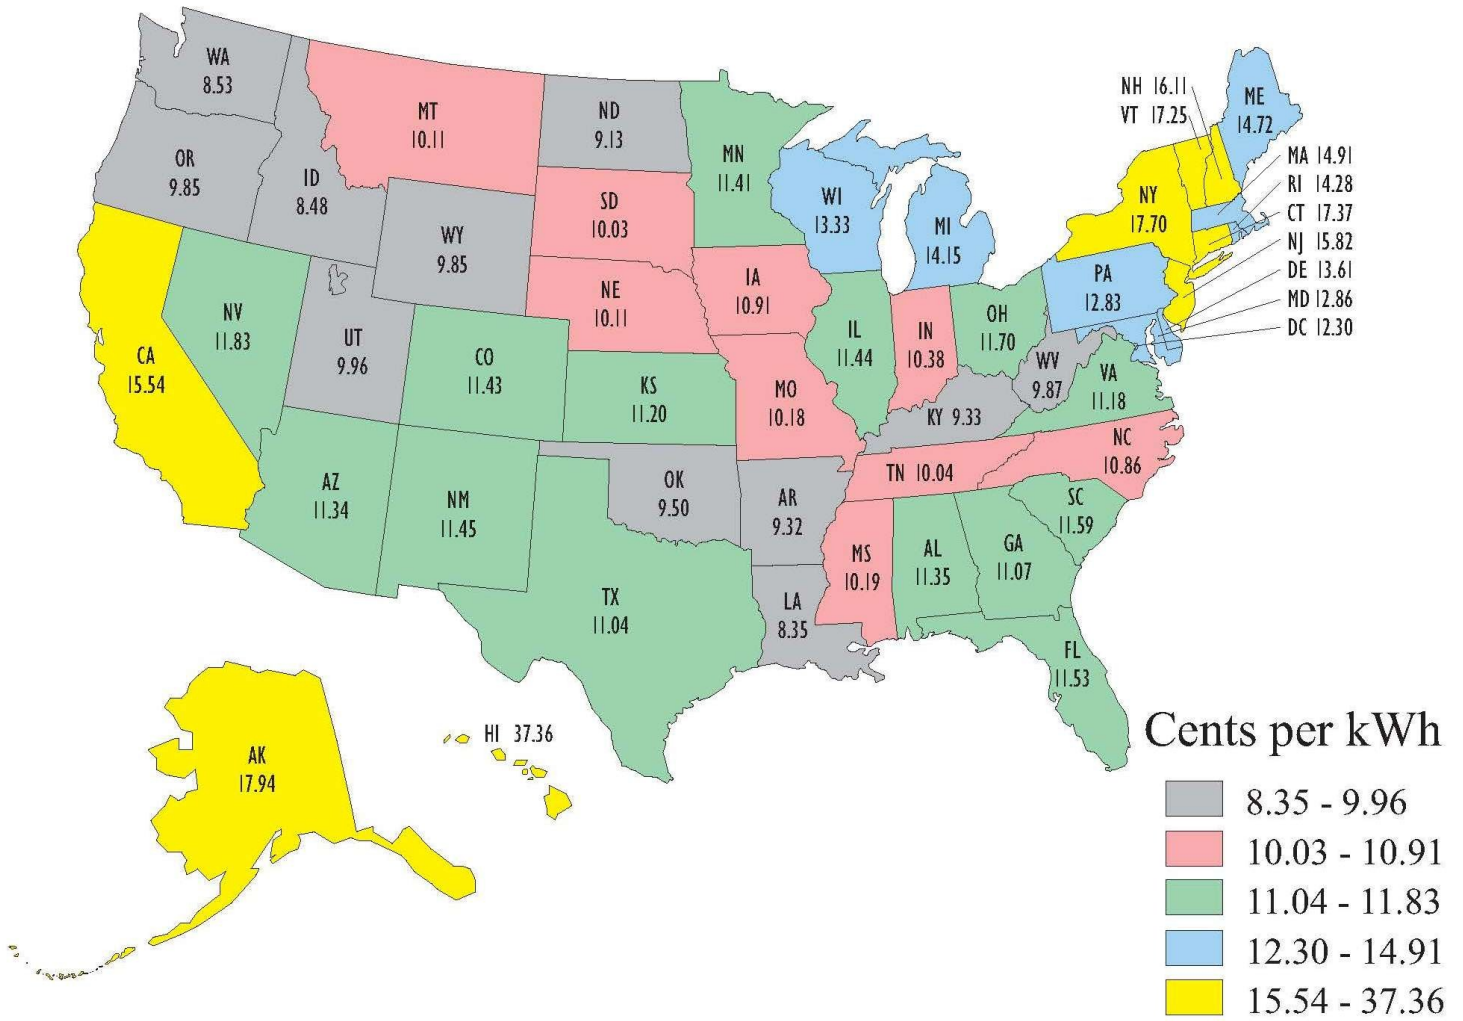 WA
8.53
MT
10.11
ND
9.13
MN
11.41
OR
9.85
ID
8.48
SD
10.03
WY
9.85
WI
13.33
MI
14.15
NH 16.11
VT 17.25
ME
14.72
MA 14.91
RI 14.28
CT 17.37
NJ 15.82
DE 13.61
MD 12.86
DC 12.30
NY
17.70
PA
12.83
IA
10.91
NE
10.11
NV
11.83
UT
9.96
CA
15.54
CO
11.43
KS
11.20
MO
10.18
IL
11.44
IN
10.38
OH
11.70
WV
9.87
VA
11.18
KY 9.33
NC
10.86
TN 10.04
AZ
11.34
NM
11.45
OK
9.50
AR
9.32
SC
11.59
MS
10.19
AL
11.35
GA
11.07
TX
11.04
LA
8.35
FL
11.53
AK
17.94
HI 37.36
Cents per kWh
8.35 - 9.96
10.03 - 10.91
11.04 - 11.83
12.30 - 14.91
15.54 - 37.36